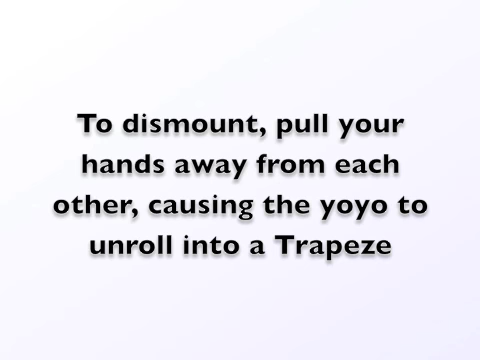 To dismount, pull your
hands away from each
other, causing the yoyo to
unroll into a Trapeze